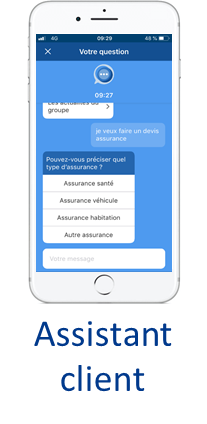 4G 09:29 48 %
Votre question
09:27
Les actualités du
groupe
je veux faire un devis
assurance
Pouvez-vous préciser quel
type d'assurance ?
Assurance santé
Assurance véhicule
Assurance habitation
Autre assurance
Votre message
Assistant
client